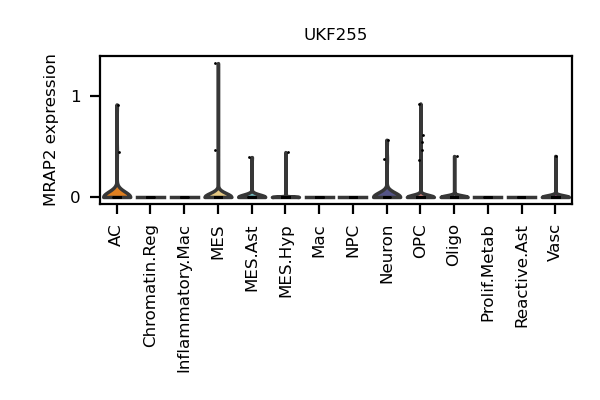 UKF255
MRAP2 expression
1
0
AC
Chromatin.Reg
Inflammatory.Mac
MES
MES.Ast
MES.Hyp
Mac
NPC
Neuron
OPC
Oligo
Prolif.Metab
Reactive.Ast
Vasc